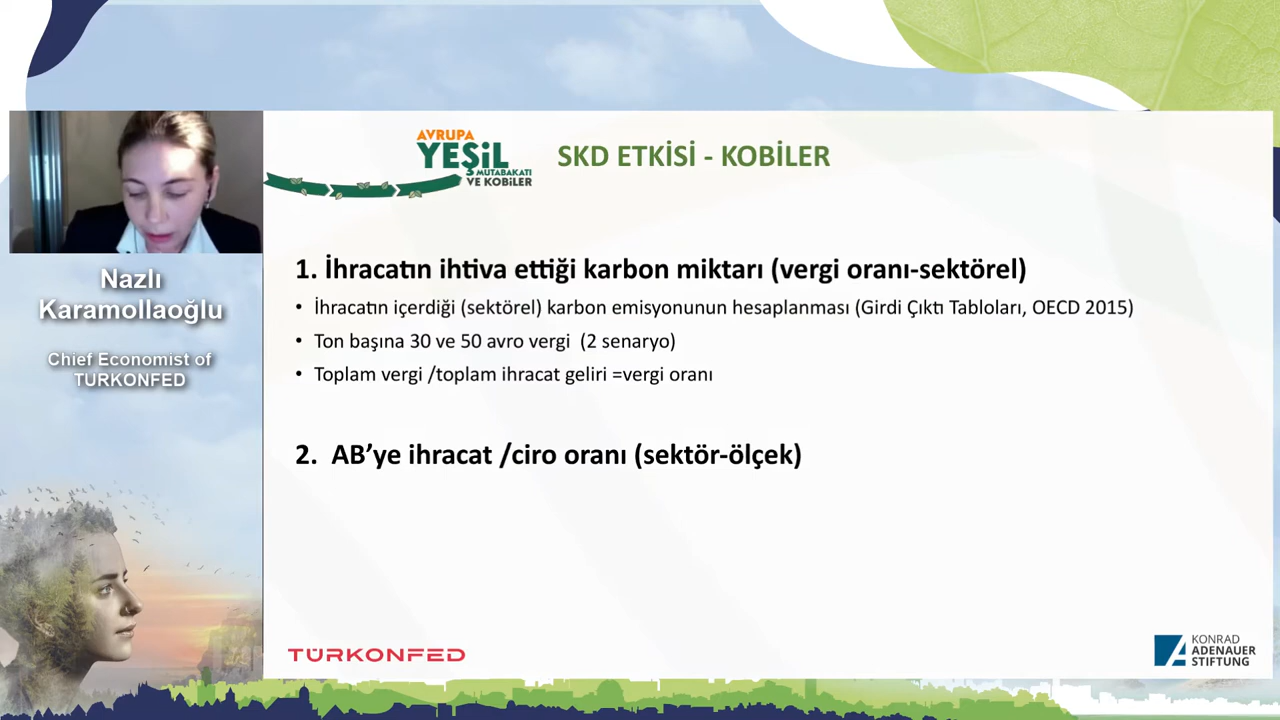 AVRUPA
YEŞİL
MUTABAKATI
VE KOBİLER
SKD ETKİSİ - KOBİLER
Nazlı
Karamollaoğlu
Chief Economist of
TURKONFED
1. İhracatın ihtiva ettiği karbon miktarı (vergi oranı-sektörel)
• İhracatın içerdiği (sektörel) karbon emisyonunun hesaplanması (Girdi Çıktı Tabloları, OECD 2015)
• Ton başına 30 ve 50 avro vergi (2 senaryo)
• Toplam vergi /toplam ihracat geliri =vergi oranı
2. AB’ye ihracat /ciro oranı (sektör-ölçek)
TÜRKONFED
KONRAD
ADENAUER
STIFTUNG